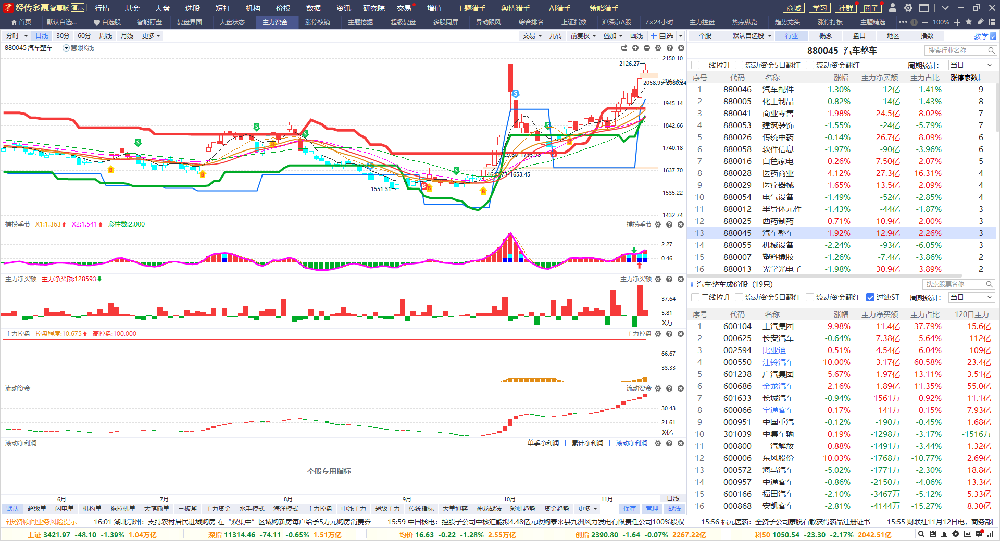 经传多赢 智尊版 演示 行情 基金 大盘 选股 短打 机构 价投 数据 资讯 研究院 交易 增值 主题猎手 舆情猎手 AI猎手 策略猎手 商城 学习 社群 圈子
首页 默认自选... 自选股 智能盯盘 复盘界面 大盘状态 主力资金 涨停棱镜 主题挖掘 超级复盘 多股同屏 异动跟风 综合排名 上证指数 沪深京A股 7×24小时 主力控盘 热点纵览 趋势龙头 涨停打板 主题精选 100%
分时 日线 30分 60分 周线 月线 更多 交易 九转 前复权 叠加 画线 自选
880045 汽车整车 慧眼K线
2150.10
2126.27
2047.63
2058.95-2080.24
1945.14
1842.66
1740.18
1729.60-1753.98
1637.70
1640.73-1653.45
1551.31
1535.22
1432.74
捕捞季节 X1:1.363 X2:1.541 彩柱数:2.000 捕捞季节
2.27
0.46
主力净买额 主力净买额:128593 主力净买额
37.64
5.81
X万
主力控盘 控盘程度:10.675 高控盘:100.000 主力控盘
66.67
33.33
流动资金 流动资金
30.43
21.61
X亿
滚动净利润 单季净利润 累计净利润 滚动净利润
个股专用指标
6月 7月 8月 9月 10月 11月 日线
默认 超级单 闪电单 机构单 拖拉机单 大笔撤单 三板斧 主力资金 水手模式 海洋模式 主力控盘 中线主力 超级主力 传统指标 大单博弈 神龙战法 彩虹趋势 资金趋势 更多 保存 管理 战法
个股 默认自选股 行业 概念 盘口 地区 指数 教学
880045 汽车整车 搜索行业名称
三线拉升 流动资金5日翻红 流动资金翻红 周期统计: 当日
序号 代码 名称 涨幅 主力净买额 主力占比 涨停家数↓
1 880046 汽车配件 -1.30% -12亿 -1.41% 9
2 880005 化工制品 -0.82% -14亿 -2.67% 8
3 880041 商业零售 1.98% 24.5亿 8.02% 7
4 880053 建筑装饰 -1.55% -24亿 -5.79% 7
5 880026 传统中药 -0.14% 26.7亿 8.09% 6
6 880058 软件信息 -1.97% -90亿 -3.96% 6
7 880016 白色家电 0.26% 7.50亿 2.07% 5
8 880028 医药商业 4.12% 27.3亿 16.31% 4
9 880029 医疗器械 1.65% 13.5亿 2.09% 4
10 880054 电气设备 -1.49% -52亿 -2.85% 4
11 880012 半导体元件 -1.43% -44亿 -1.87% 3
12 880025 西药制药 0.71% 10.9亿 2.00% 3
13 880045 汽车整车 1.92% 12.9亿 2.26% 3
14 880055 机械设备 -2.24% -93亿 -6.05% 3
15 880007 塑料橡胶 -1.26% -7.4亿 -3.86% 2
16 880013 光学光电子 -1.98% 30.9亿 3.89% 2
汽车整车成份股 (19只) 搜索股票名称
三线拉升 流动资金5日翻红 流动资金翻红 过滤ST 周期统计: 当日
序号 代码 名称 涨幅 主力净买额 主力占比 120日主力
1 600104 上汽集团 9.98% 11.4亿 37.79% 15.6亿
2 000625 长安汽车 -0.64% 7.38亿 5.64% 112亿
3 002594 比亚迪 0.51% 4.54亿 6.04% 109亿
4 000550 江铃汽车 10.00% 3.17亿 60.58% 23.4亿
5 601238 广汽集团 5.67% 1.97亿 13.11% 3.51亿
6 600686 金龙汽车 2.16% 1.89亿 11.35% 55.0亿
7 601633 长城汽车 -0.94% 1561万 0.92% 11.1亿
8 600066 宇通客车 0.17% 141万 0.15% 7.93亿
9 000951 中国重汽 -0.12% -190万 -0.45% 1.68亿
10 301039 中集车辆 0.19% -1298万 -3.17% -1516万
11 000800 一汽解放 0.88% -1491万 -3.44% 1.32亿
12 600006 东风股份 10.03% -1768万 -10.77% 2.69亿
13 000572 海马汽车 -5.02% -1771万 -2.30% 18.8亿
14 000957 中通客车 -0.86% -2150万 -4.06% 13.3亿
15 600166 福田汽车 -2.10% -3467万 -5.12% 5.33亿
16 000868 安凯客车 -2.81% -4144万 -15.27% 8.30亿
投资顾问业务风险提示 16:01 湖北鄂州：支持农村居民进城购房 在“双集中”区域购新房每户给予5万元购房消费券 15:59 中国核电：控股子公司中核汇能拟4.48亿元收购泰来县九洲风力发电有限责任公司100%股权 15:56 福元医药：全资子公司蒙脱石散获得药品注册证书 15:55 财联社11月12日电，商务部
上证 3421.97 -48.10 -1.39% 1.04万亿 深指 11314.46 -74.11 -0.65% 1.51万亿 均价 16.63 -0.22 -1.28% 2.55万亿 创指 2390.80 -1.64 -0.07% 2267.22亿 科50 1050.54 -23.30 -2.17% 2042.51亿